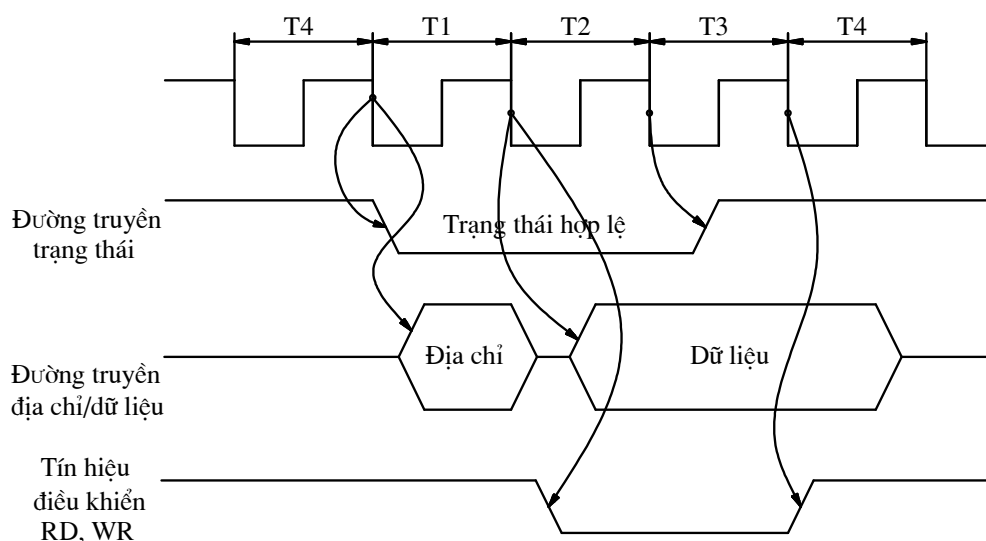 T4 T1 T2 T3 T4
Đường truyền
trạng thái
Trạng thái hợp lệ
Địa chỉ
Dữ liệu
Đường truyền
địa chỉ/dữ liệu
Tín hiệu
điều khiển
RD, WR